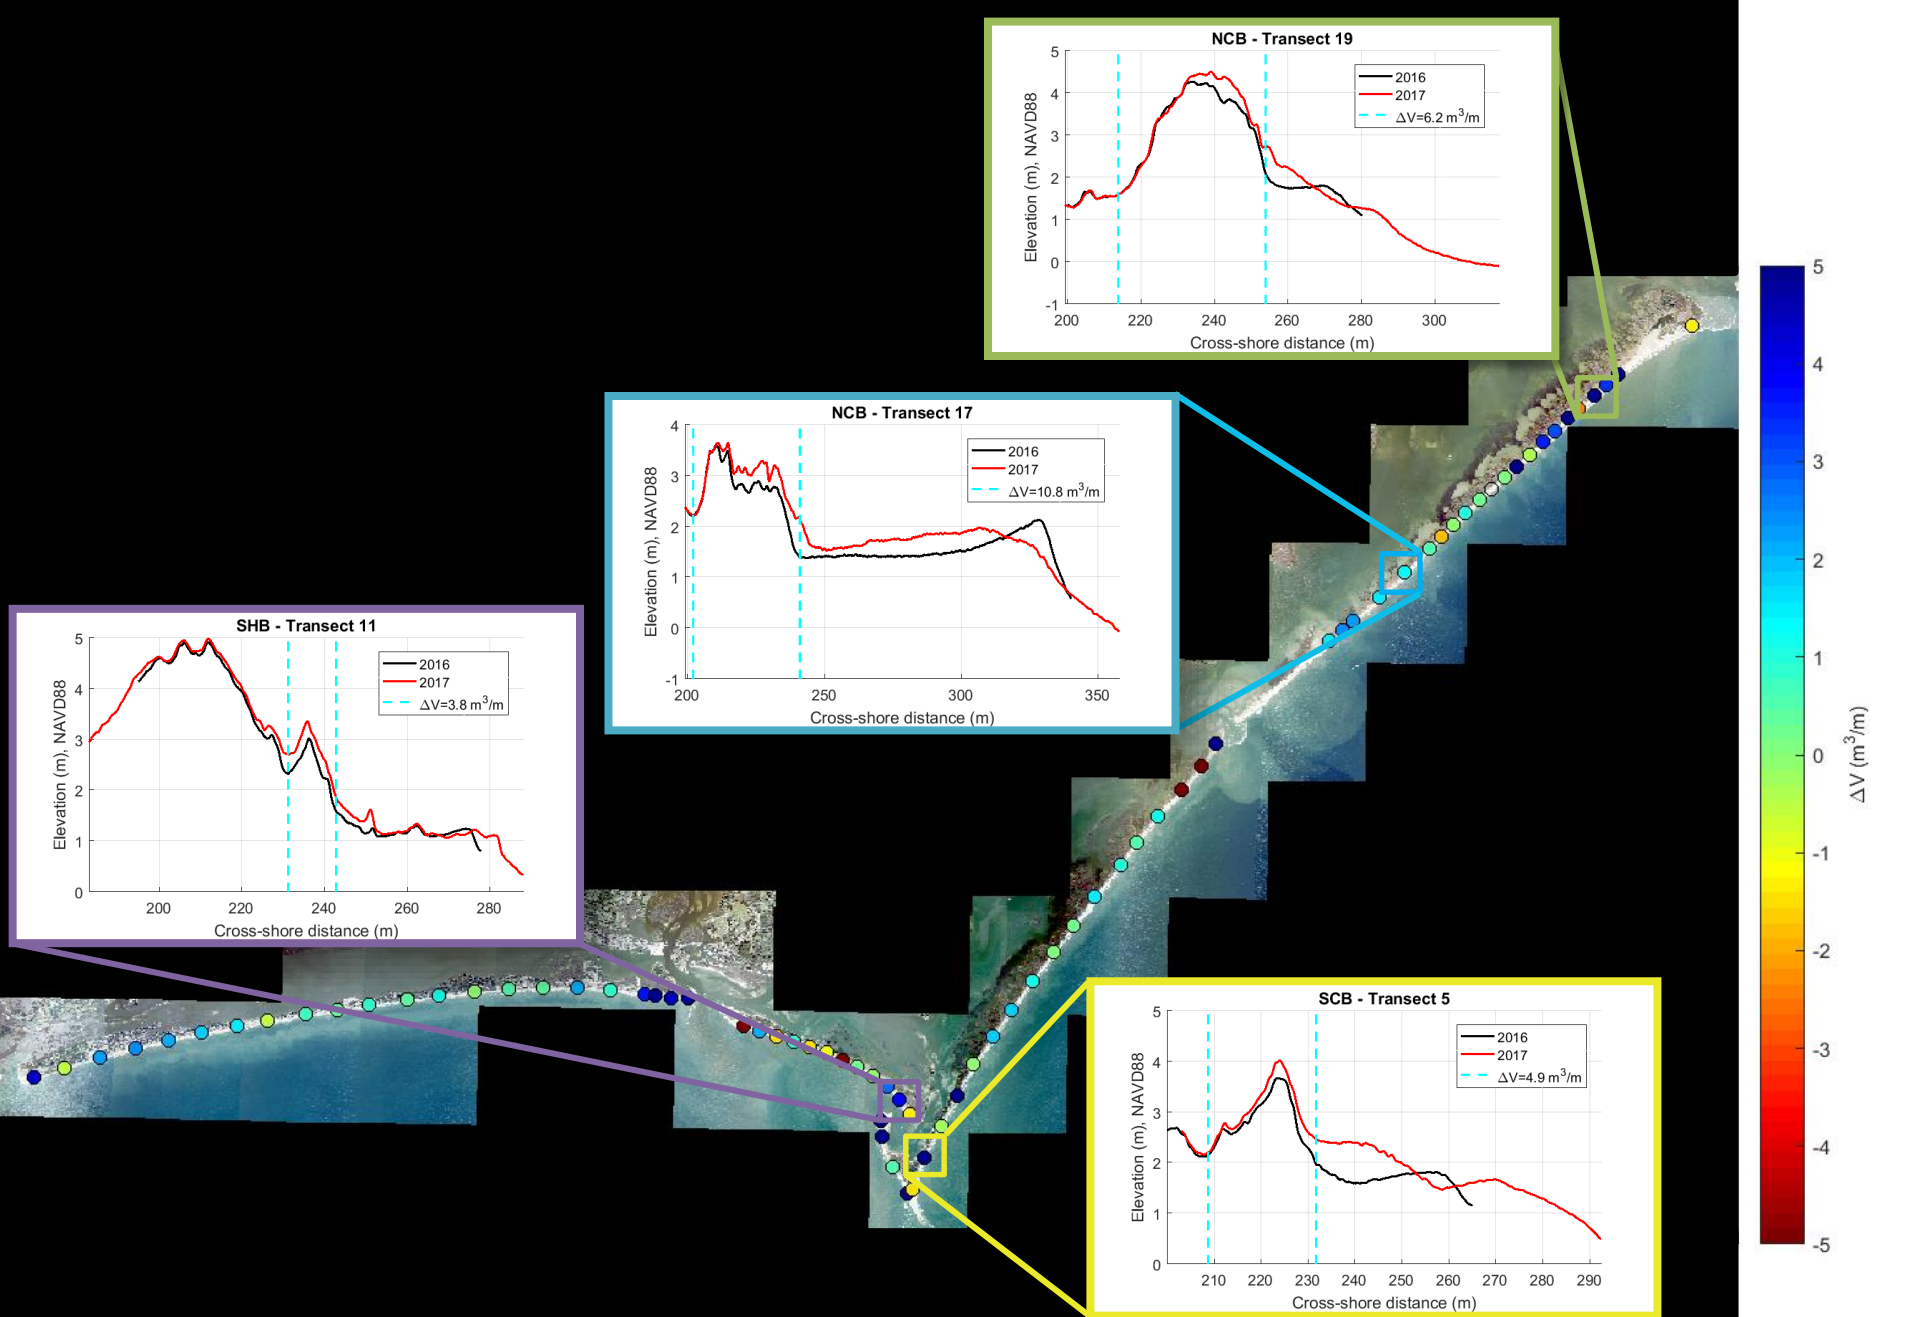 NCB - Transect 19
5
4
3
2
1
0
-1
Elevation (m), NAVD88
2016
2017
ΔV=6.2 m³/m
200 220 240 260 280 300
Cross-shore distance (m)
NCB - Transect 17
4
3
2
1
0
-1
Elevation (m), NAVD88
2016
2017
ΔV=10.8 m³/m
200 250 300 350
Cross-shore distance (m)
SHB - Transect 11
5
4
3
2
1
0
Elevation (m), NAVD88
2016
2017
ΔV=3.8 m³/m
200 220 240 260 280
Cross-shore distance (m)
SCB - Transect 5
5
4
3
2
1
0
Elevation (m), NAVD88
2016
2017
ΔV=4.9 m³/m
210 220 230 240 250 260 270 280 290
Cross-shore distance (m)
5
4
3
2
1
0
-1
-2
-3
-4
-5
ΔV (m³/m)